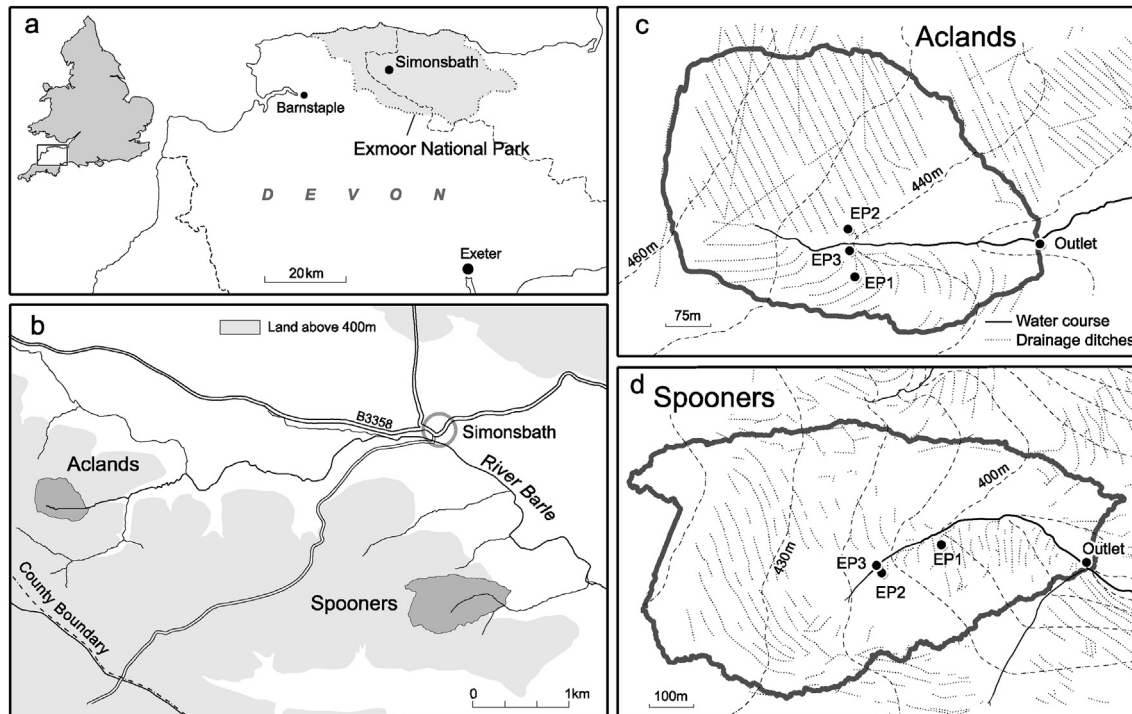 a
Simonsbath
Barnstaple
Exmoor National Park
D E V O N
Exeter
20km
b
Land above 400m
B3358
Simonsbath
Aclands
River Barle
Spooners
County Boundary
0 1km
c
Aclands
440m
EP2
460m
EP3
Outlet
EP1
75m
Water course
Drainage ditches
d
Spooners
400m
430m
EP1
EP3
Outlet
EP2
100m